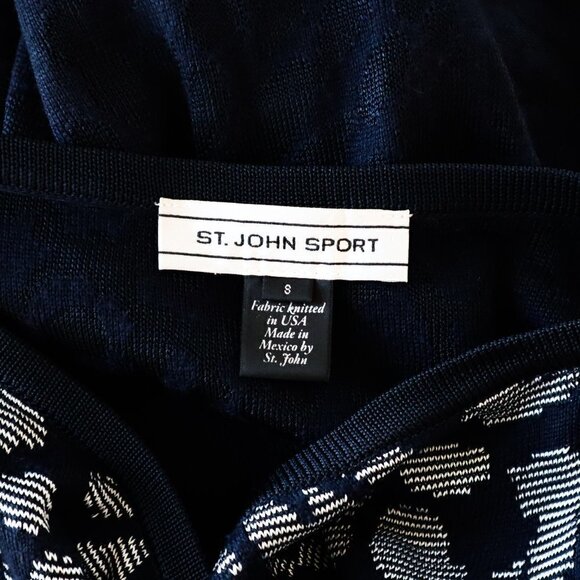 ST. JOHN SPORT
S
Fabric knitted
in USA
Made in
Mexico by
St. John